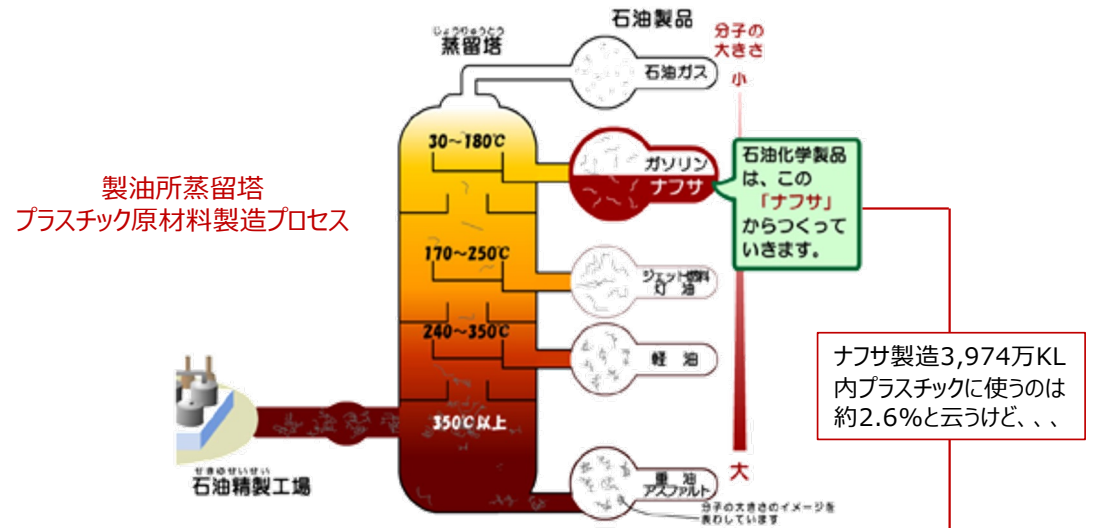 石油製品
じょうりゅうとう
蒸留塔
分子の
大きさ
小
石油ガス
30〜180℃
ガソリン
ナフサ
石油化学製品
は、この
「ナフサ」
からつくって
いきます。
製油所蒸留塔
プラスチック原材料製造プロセス
170〜250℃
ジェット燃料
灯 油
240〜350℃
軽 油
ナフサ製造3,974万KL
内プラスチックに使うのは
約2.6%と云うけど、、、
350℃以上
大
せきゆせいせい
石油精製工場
重 油
アスファルト
分子の大きさのイメージを
表わしています